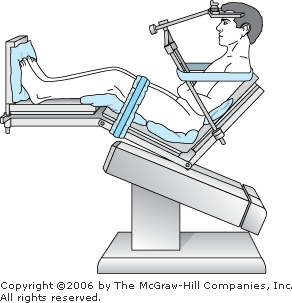 Copyright ©2006 by The McGraw-Hill Companies, Inc.
All rights reserved.